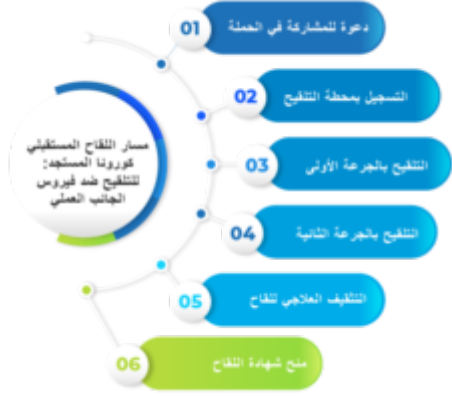 01 دعوة للمشاركة في الحملة
02 التسجيل بمحطة التلقيح
03 التلقيح بالجرعة الأولى
04 التلقيح بالجرعة الثانية
05 التثقيف العلاجي للقاح
06 منح شهادة اللقاح
مسار اللقاح المستقبلي
كورونا المستجد:
للتلقيح ضد فيروس
الجانب العملي